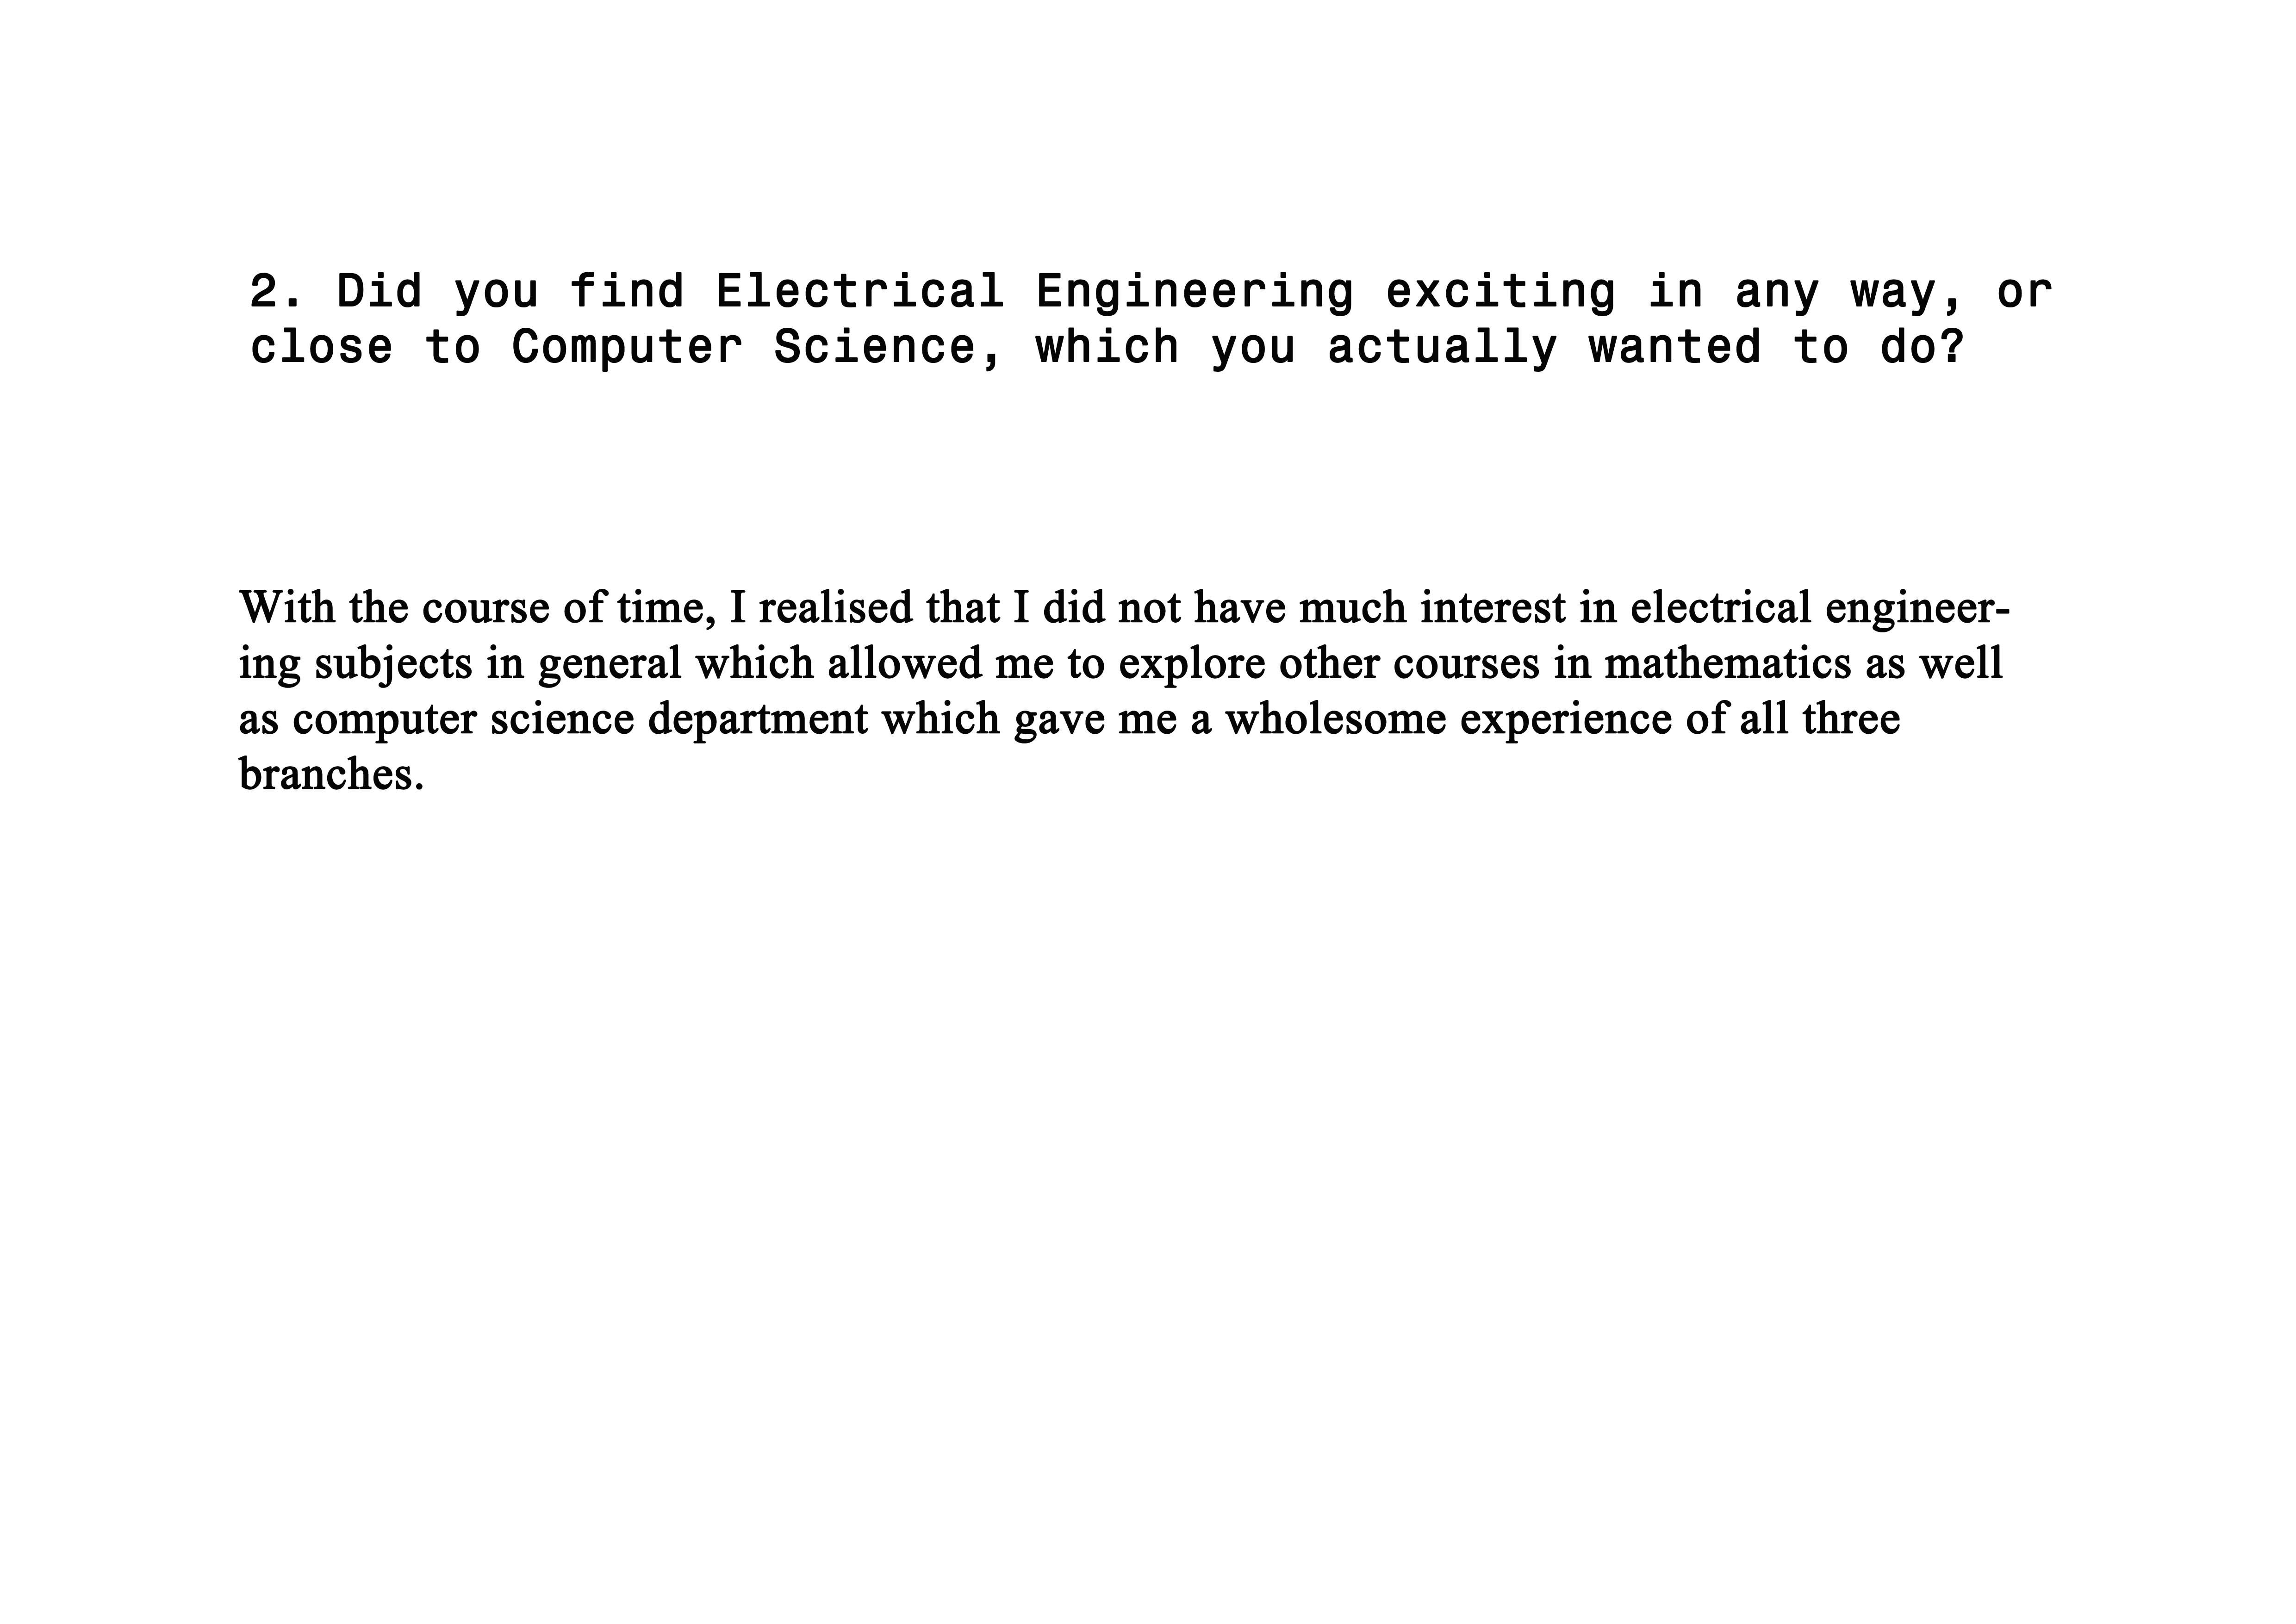 2. Did you find Electrical Engineering exciting in any way, or
close to Computer Science, which you actually wanted to do?
With the course of time, I realised that I did not have much interest in electrical engineer-
ing subjects in general which allowed me to explore other courses in mathematics as well
as computer science department which gave me a wholesome experience of all three
branches.